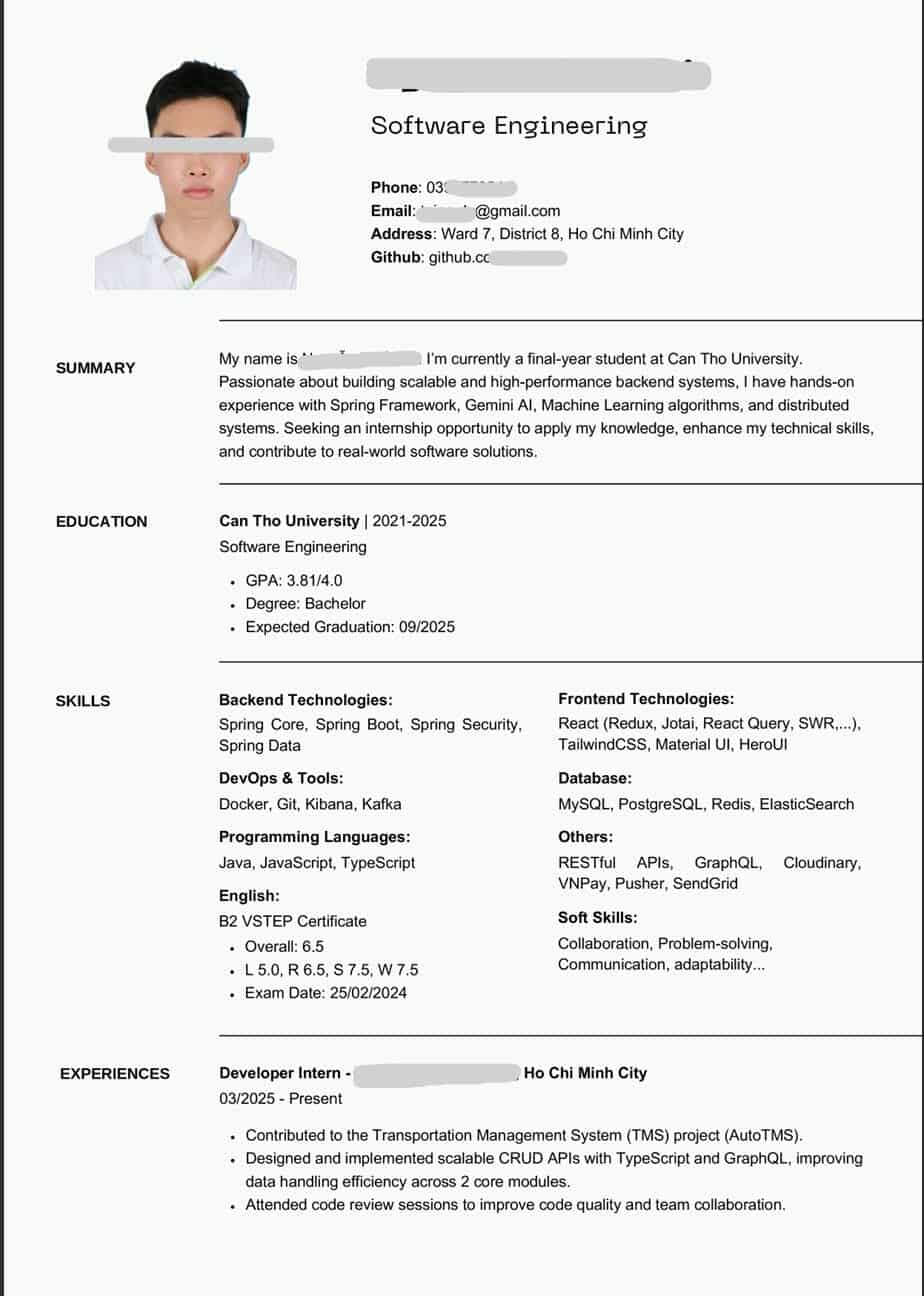 Software Engineering
Phone: 03
Email: @gmail.com
Address: Ward 7, District 8, Ho Chi Minh City
Github: github.cc
SUMMARY
My name is I'm currently a final-year student at Can Tho University.
Passionate about building scalable and high-performance backend systems, I have hands-on
experience with Spring Framework, Gemini AI, Machine Learning algorithms, and distributed
systems. Seeking an internship opportunity to apply my knowledge, enhance my technical skills,
and contribute to real-world software solutions.
EDUCATION
Can Tho University | 2021-2025
Software Engineering
• GPA: 3.81/4.0
• Degree: Bachelor
• Expected Graduation: 09/2025
SKILLS
Backend Technologies:
Spring Core, Spring Boot, Spring Security,
Spring Data
DevOps & Tools:
Docker, Git, Kibana, Kafka
Programming Languages:
Java, JavaScript, TypeScript
English:
B2 VSTEP Certificate
• Overall: 6.5
• L 5.0, R 6.5, S 7.5, W 7.5
• Exam Date: 25/02/2024
Frontend Technologies:
React (Redux, Jotai, React Query, SWR,...),
TailwindCSS, Material UI, HeroUI
Database:
MySQL, PostgreSQL, Redis, ElasticSearch
Others:
RESTful APIs, GraphQL, Cloudinary,
VNPay, Pusher, SendGrid
Soft Skills:
Collaboration, Problem-solving,
Communication, adaptability...
EXPERIENCES
Developer Intern - Ho Chi Minh City
03/2025 - Present
• Contributed to the Transportation Management System (TMS) project (AutoTMS).
• Designed and implemented scalable CRUD APIs with TypeScript and GraphQL, improving
data handling efficiency across 2 core modules.
• Attended code review sessions to improve code quality and team collaboration.